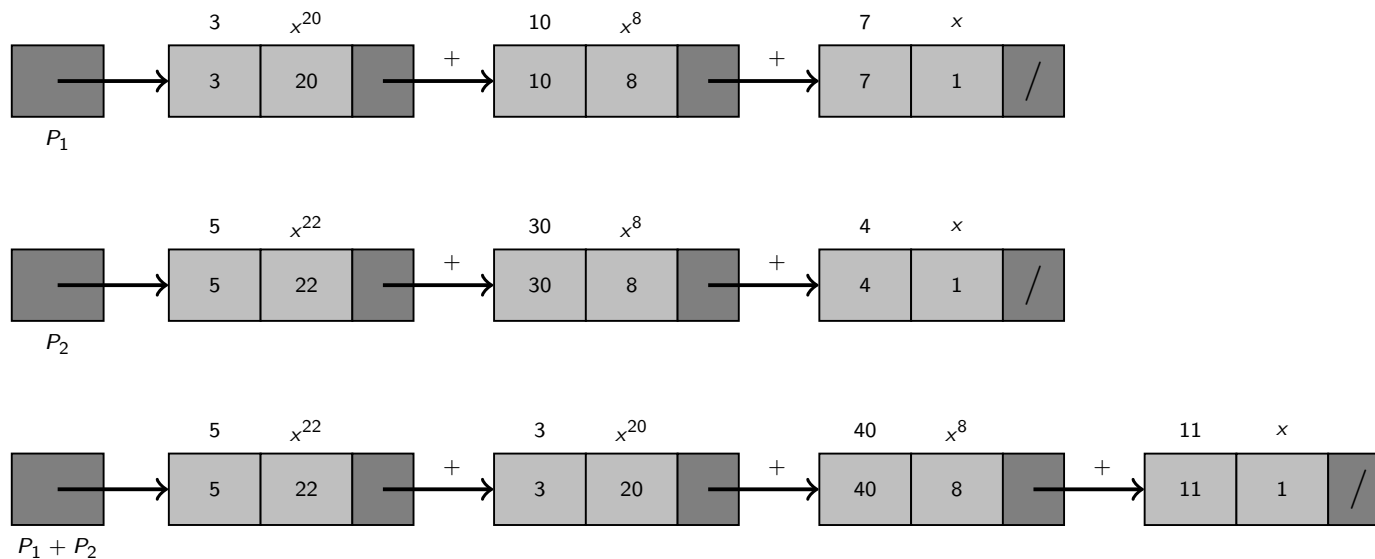 3 x^20 10 x^8 7 x
+ +
3 20 10 8 7 1 /
P_1
5 x^22 30 x^8 4 x
+ +
5 22 30 8 4 1 /
P_2
5 x^22 3 x^20 40 x^8 11 x
+ + +
5 22 3 20 40 8 11 1 /
P_1 + P_2